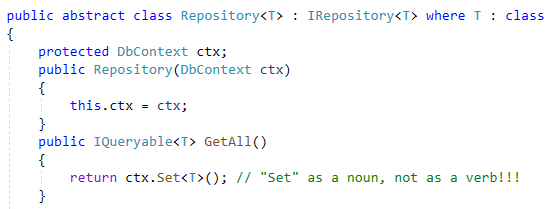 public abstract class Repository<T> : IRepository<T> where T : class
{
    protected DbContext ctx;
    public Repository(DbContext ctx)
    {
        this.ctx = ctx;
    }
    public IQueryable<T> GetAll()
    {
        return ctx.Set<T>(); // "Set" as a noun, not as a verb!!!
    }